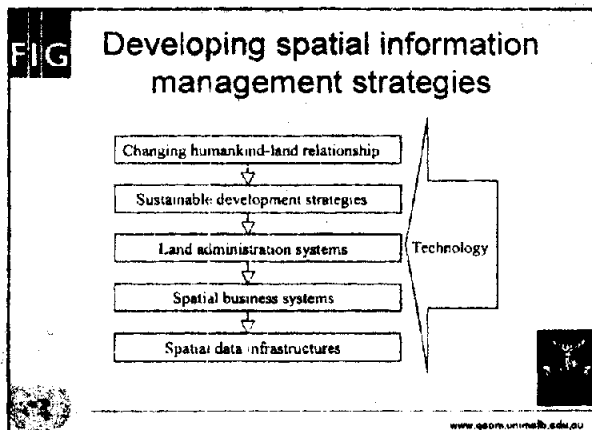 FIG
Developing spatial information
management strategies
Changing humankind-land relationship
Sustainable development strategies
Land administration systems
Technology
Spatial business systems
Spatial data infrastructures
www.geom.unimelb.edu.au